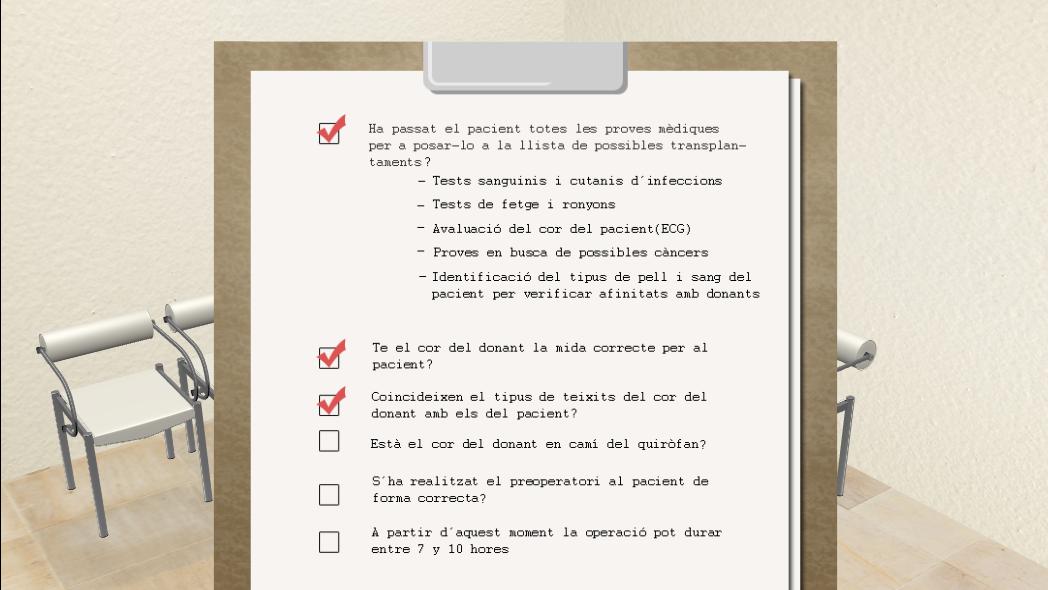 Ha passat el pacient totes les proves mèdiques
per a posar-lo a la llista de possibles transplan-
taments?
- Tests sanguinis i cutanis d´infeccions
- Tests de fetge i ronyons
- Avaluació del cor del pacient(ECG)
- Proves en busca de possibles càncers
- Identificació del tipus de pell i sang del
pacient per verificar afinitats amb donants
Te el cor del donant la mida correcte per al
pacient?
Coincideixen el tipus de teixits del cor del
donant amb els del pacient?
Està el cor del donant en camí del quiròfan?
S´ha realitzat el preoperatori al pacient de
forma correcta?
A partir d´aquest moment la operació pot durar
entre 7 y 10 hores